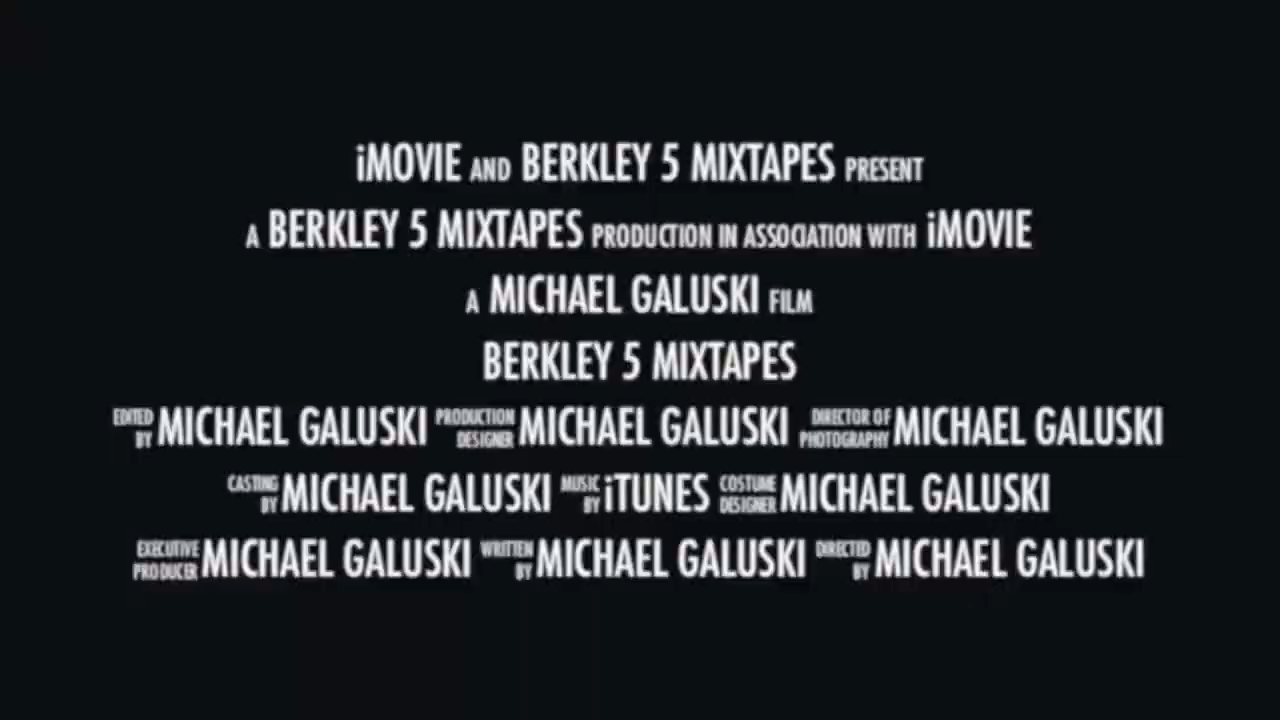 iMOVIE AND BERKLEY 5 MIXTAPES PRESENT
A BERKLEY 5 MIXTAPES PRODUCTION IN ASSOCIATION WITH iMOVIE
A MICHAEL GALUSKI FILM
BERKLEY 5 MIXTAPES
EDITED BY MICHAEL GALUSKI PRODUCTION DESIGNER MICHAEL GALUSKI DIRECTOR OF PHOTOGRAPHY MICHAEL GALUSKI
CASTING BY MICHAEL GALUSKI MUSIC BY iTUNES COSTUME DESIGNER MICHAEL GALUSKI
EXECUTIVE PRODUCER MICHAEL GALUSKI WRITTEN BY MICHAEL GALUSKI DIRECTED BY MICHAEL GALUSKI